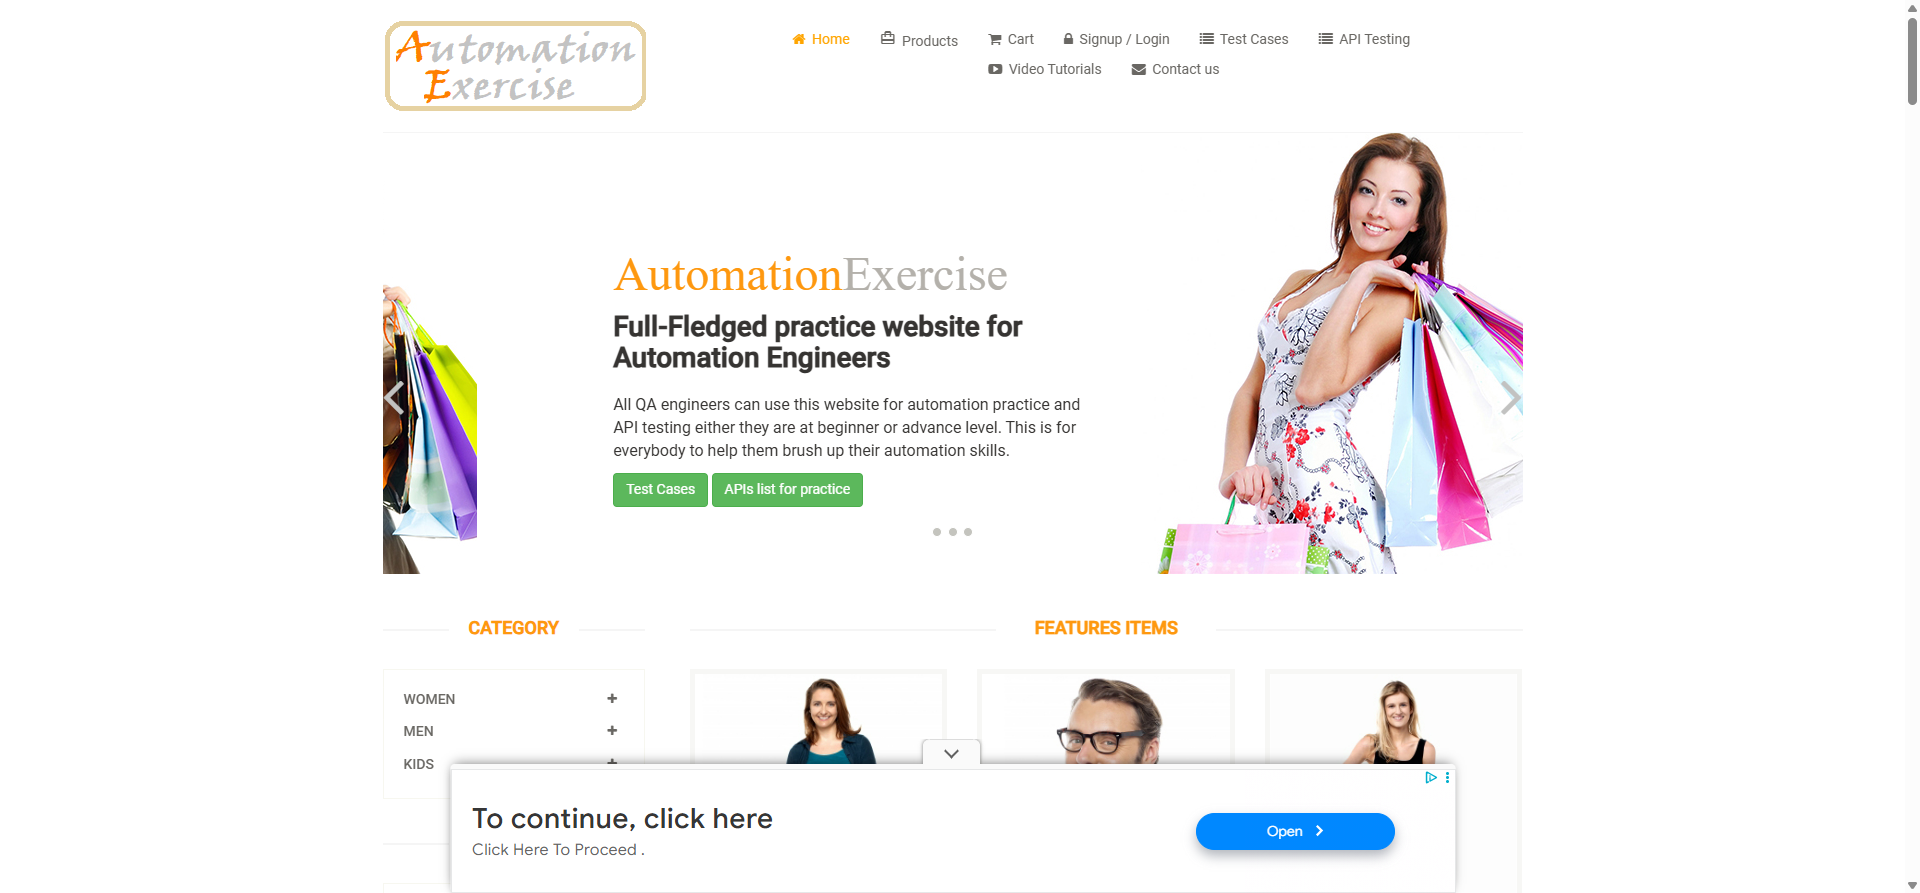 Automation
Exercise
Home
Products
Cart
Signup / Login
Test Cases
API Testing
Video Tutorials
Contact us
AutomationExercise
Full-Fledged practice website for
Automation Engineers
All QA engineers can use this website for automation practice and
API testing either they are at beginner or advance level. This is for
everybody to help them brush up their automation skills.
Test Cases
APIs list for practice
CATEGORY
FEATURES ITEMS
WOMEN
MEN
KIDS
To continue, click here
Click Here To Proceed .
Open